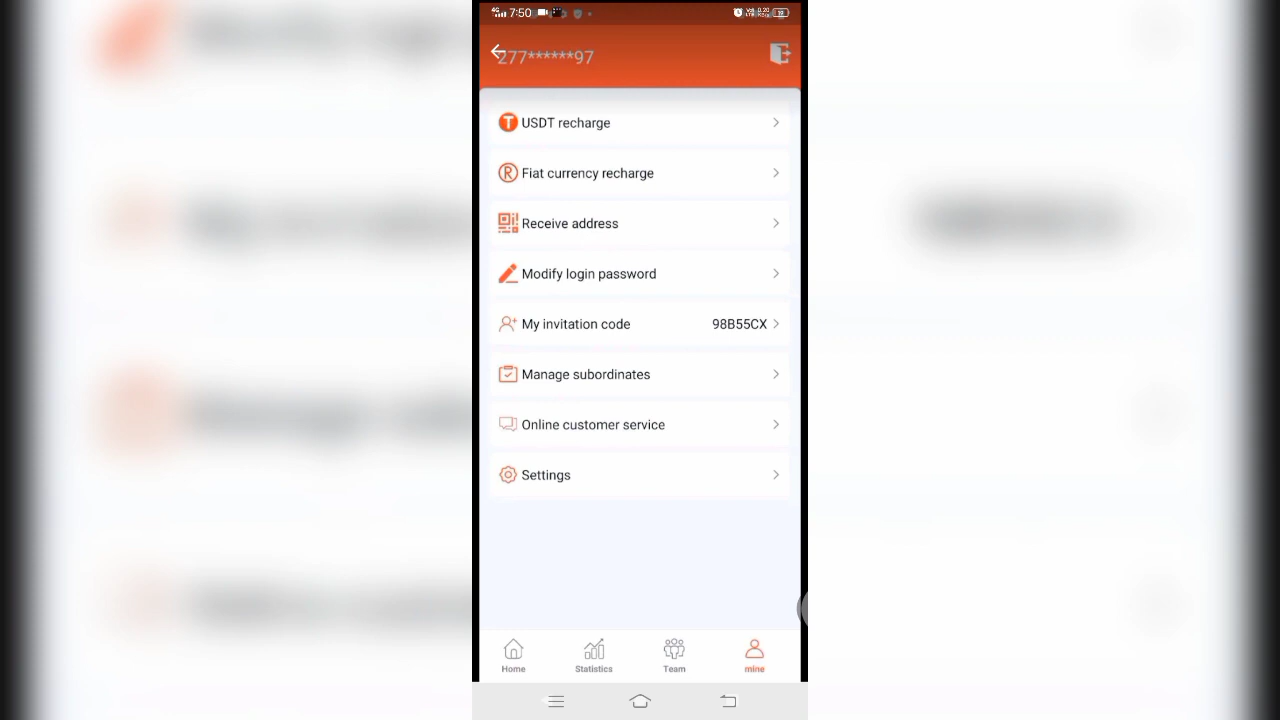 7:50
277******97
USDT recharge
Fiat currency recharge
Receive address
Modify login password
My invitation code 98B55CX
Manage subordinates
Online customer service
Settings
Home Statistics Team mine